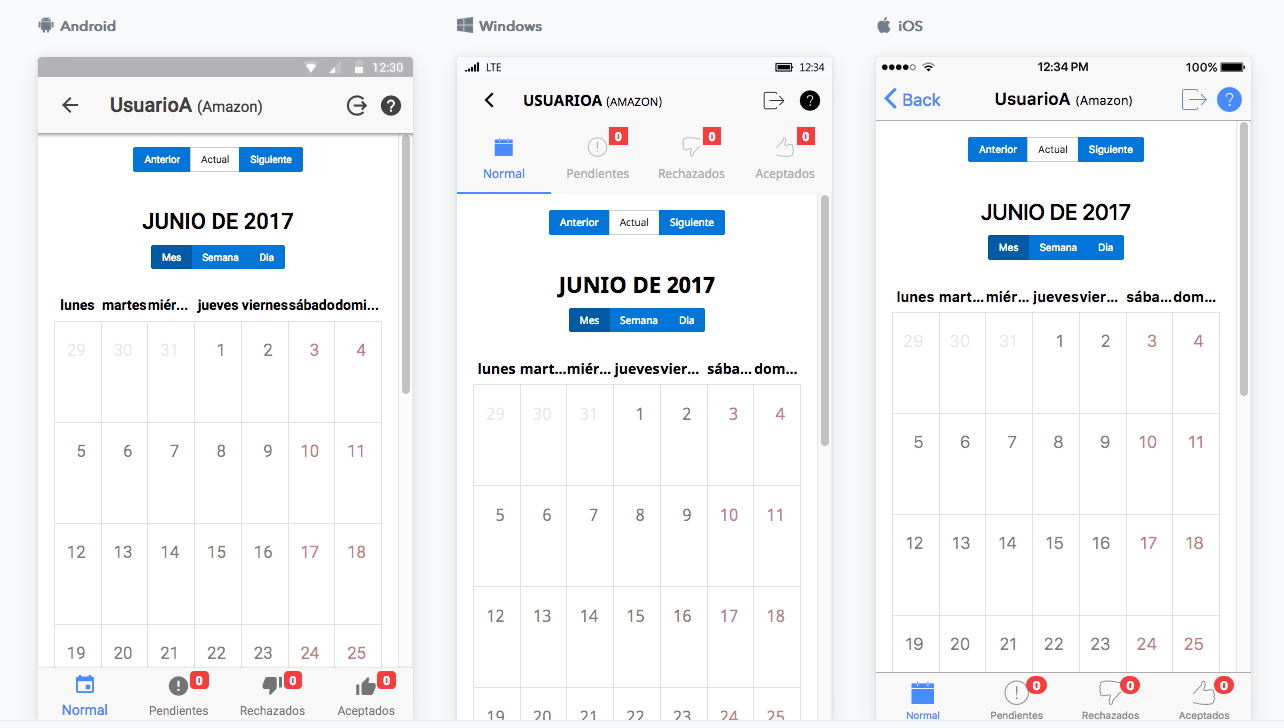 Android
12:30
UsuarioA (Amazon)
Anterior Actual Siguiente
JUNIO DE 2017
Mes Semana Dia
lunes martes miér... jueves viernes sábado domi...
29 30 31 1 2 3 4
5 6 7 8 9 10 11
12 13 14 15 16 17 18
19 20 21 22 23 24 25
0 0 0
Normal Pendientes Rechazados Aceptados
Windows
LTE 12:34
USUARIOA (AMAZON) ?
0 0 0
Normal Pendientes Rechazados Aceptados
Anterior Actual Siguiente
JUNIO DE 2017
Mes Semana Dia
lunes mart... miér... jueves vier... sába... dom...
29 30 31 1 2 3 4
5 6 7 8 9 10 11
12 13 14 15 16 17 18
19 20 21 22 23 24 25
iOS
12:34 PM 100%
Back UsuarioA (Amazon) ?
Anterior Actual Siguiente
JUNIO DE 2017
Mes Semana Dia
lunes mart... miér... jueves vier... sába... dom...
29 30 31 1 2 3 4
5 6 7 8 9 10 11
12 13 14 15 16 17 18
19 20 21 22 23 24 25
0 0 0
Normal Pendientes Rechazados Aceptados